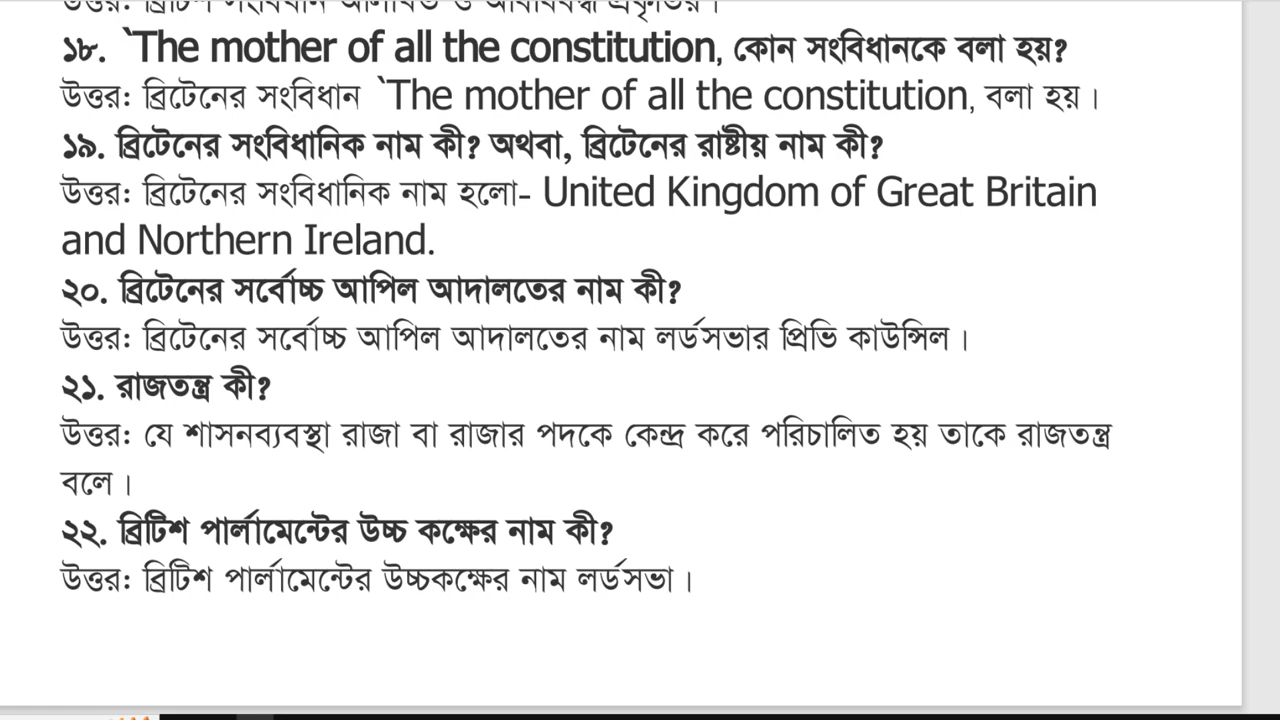 উত্তর: ব্রিটিশ সংবিধান অলিখিত ও
১৮. `The mother of all the constitution, কোন সংবিধানকে বলা হয়?
উত্তর: ব্রিটেনের সংবিধান `The mother of all the constitution, বলা হয়।
১৯. ব্রিটেনের সংবিধানিক নাম কী? অথবা, ব্রিটেনের রাষ্টীয় নাম কী?
উত্তর: ব্রিটেনের সংবিধানিক নাম হলো- United Kingdom of Great Britain
and Northern Ireland.
২০. ব্রিটেনের সর্বোচ্চ আপিল আদালতের নাম কী?
উত্তর: ব্রিটেনের সর্বোচ্চ আপিল আদালতের নাম লর্ডসভার প্রিভি কাউন্সিল।
২১. রাজতন্ত্র কী?
উত্তর: যে শাসনব্যবস্থা রাজা বা রাজার পদকে কেন্দ্র করে পরিচালিত হয় তাকে রাজতন্ত্র
বলে।
২২. ব্রিটিশ পার্লামেন্টের উচ্চ কক্ষের নাম কী?
উত্তর: ব্রিটিশ পার্লামেন্টের উচ্চকক্ষের নাম লর্ডসভা।